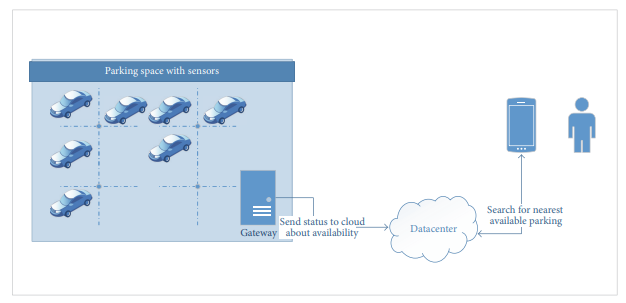 Parking space with sensors
Send status to cloud
about availability
Gateway
Datacenter
Search for nearest
available parking